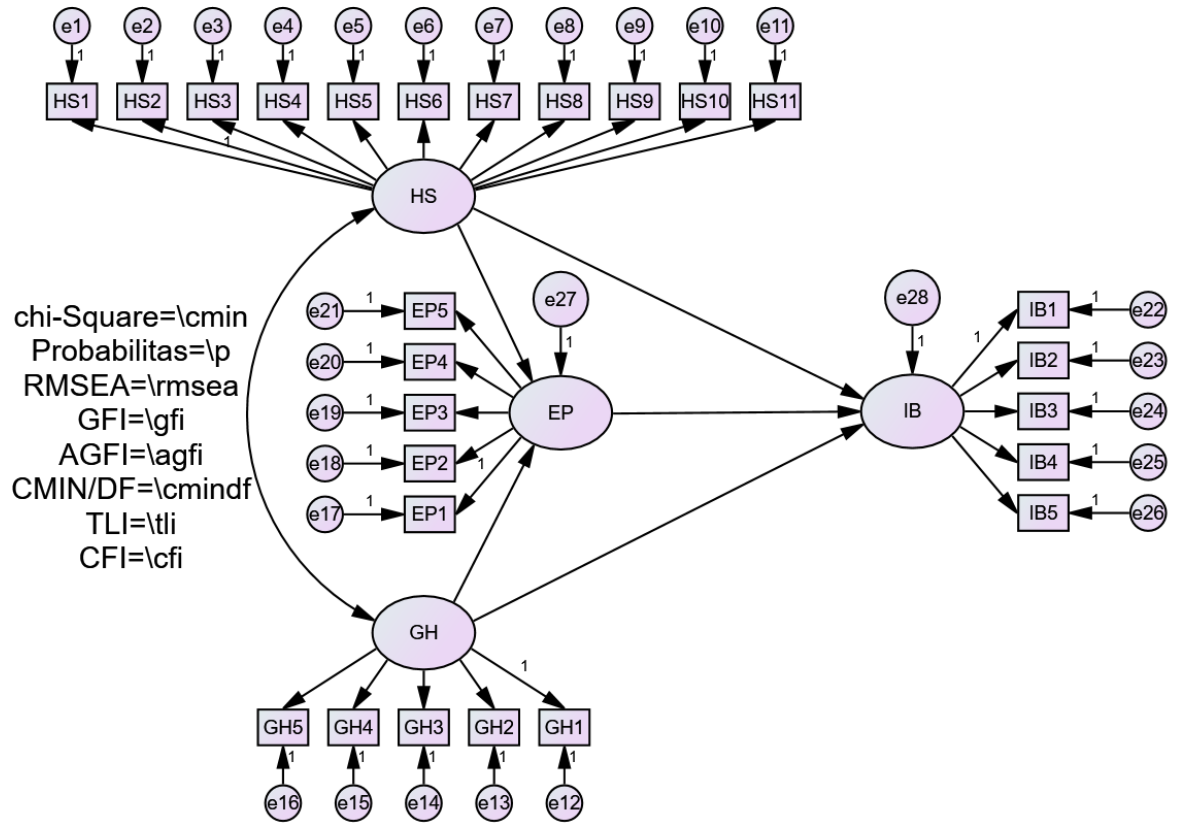 e1 e2 e3 e4 e5 e6 e7 e8 e9 e10 e11
1 1 1 1 1 1 1 1 1 1 1
HS1 HS2 HS3 HS4 HS5 HS6 HS7 HS8 HS9 HS10 HS11
1
HS
chi-Square=\cmin
Probabilitas=\p
RMSEA=\rmsea
GFI=\gfi
AGFI=\agfi
CMIN/DF=\cmindf
TLI=\tli
CFI=\cfi
e21 1 EP5
e20 1 EP4
e19 1 EP3
e18 1 EP2
e17 1 EP1
1
e27
1
EP
e28
1
IB
1
IB1 1 e22
IB2 1 e23
IB3 1 e24
IB4 1 e25
IB5 1 e26
GH
1
GH5 GH4 GH3 GH2 GH1
1 1 1 1 1
e16 e15 e14 e13 e12